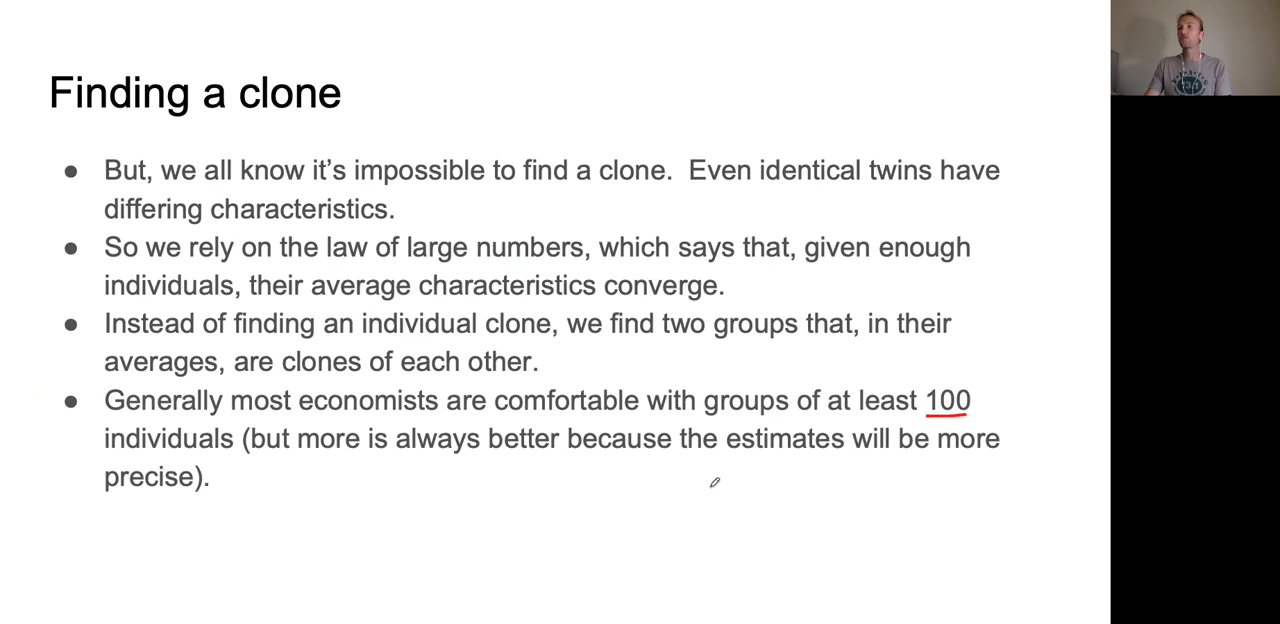 Finding a clone
● But, we all know it’s impossible to find a clone.  Even identical twins have
differing characteristics.
● So we rely on the law of large numbers, which says that, given enough
individuals, their average characteristics converge.
● Instead of finding an individual clone, we find two groups that, in their
averages, are clones of each other.
● Generally most economists are comfortable with groups of at least 100
individuals (but more is always better because the estimates will be more
precise).